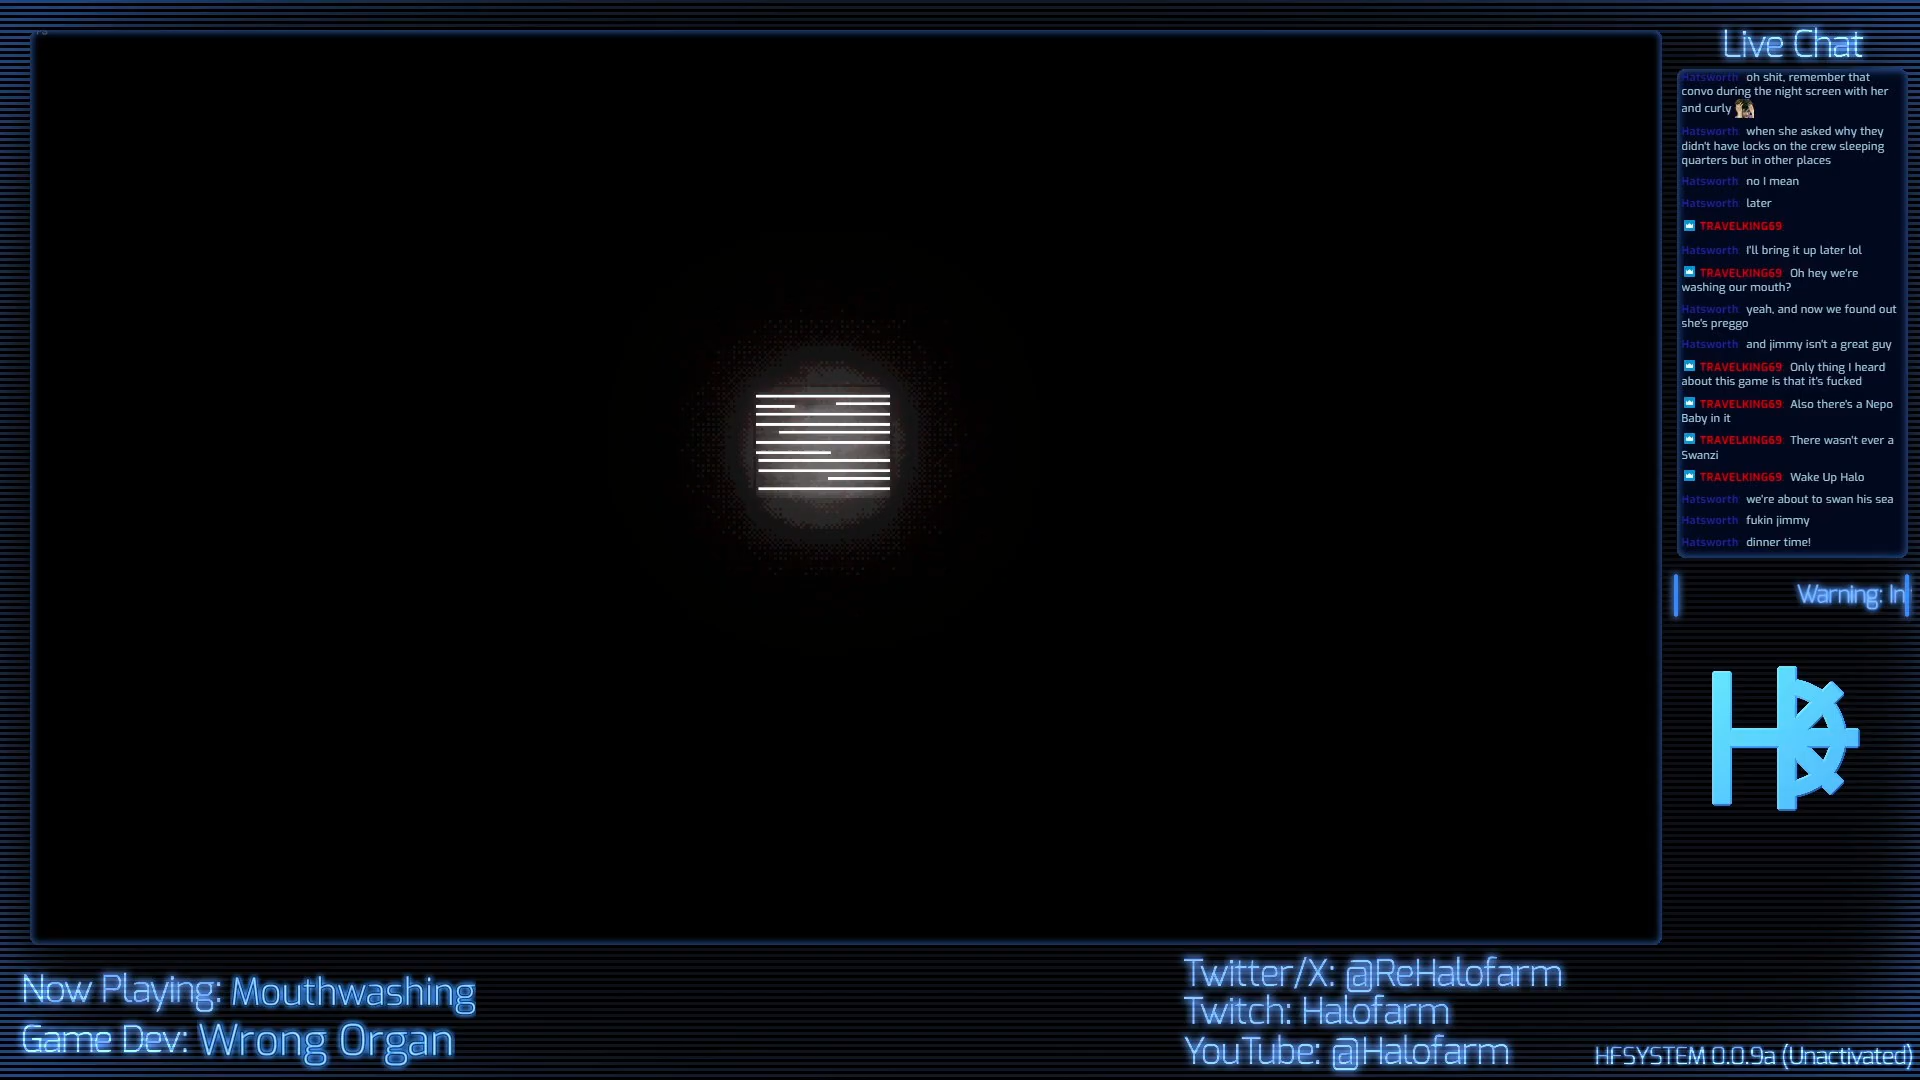 Live Chat
Hatsworth oh shit, remember that
convo during the night screen with her
and curly
Hatsworth when she asked why they
didn't have locks on the crew sleeping
quarters but in other places
Hatsworth no I mean
Hatsworth later
TRAVELKING69
Hatsworth I'll bring it up later lol
TRAVELKING69 Oh hey we're
washing our mouth?
Hatsworth yeah, and now we found out
she's preggo
Hatsworth and jimmy isn't a great guy
TRAVELKING69 Only thing I heard
about this game is that it's fucked
TRAVELKING69 Also there's a Nepo
Baby in it
TRAVELKING69 There wasn't ever a
Swanzi
TRAVELKING69 Wake Up Halo
Hatsworth we're about to swan his sea
Hatsworth fukin jimmy
Hatsworth dinner time!
Warning: In
Now Playing: Mouthwashing
Game Dev: Wrong Organ
Twitter/X: @ReHalofarm
Twitch: Halofarm
YouTube: @Halofarm
HFSYSTEM 0.0.9a (Unactivated)